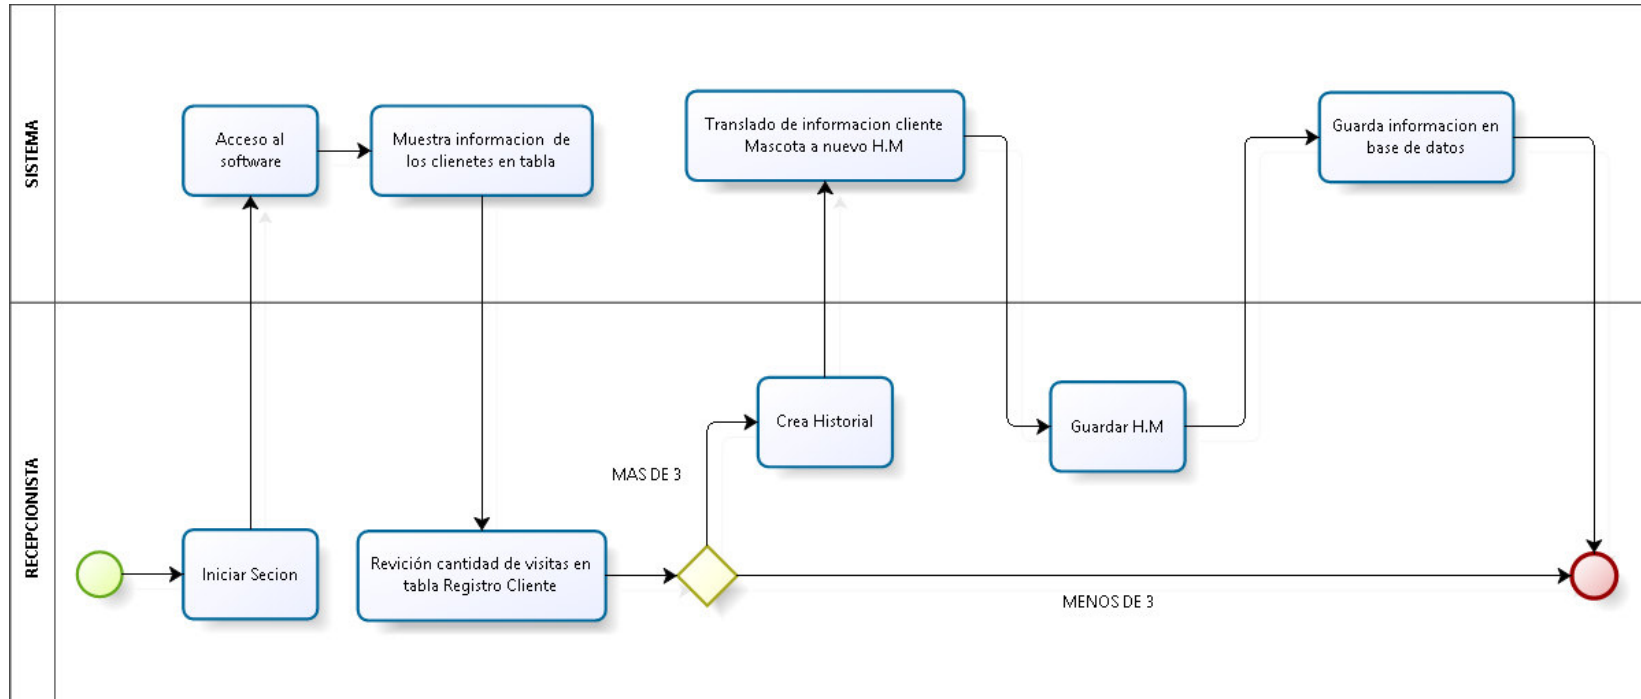 SISTEMA
Acceso al
software
Muestra informacion de
los clienetes en tabla
Translado de informacion cliente
Mascota a nuevo H.M
Guarda informacion en
base de datos
RECEPCIONISTA
Iniciar Secion
Revición cantidad de visitas en
tabla Registro Cliente
MAS DE 3
Crea Historial
Guardar H.M
MENOS DE 3